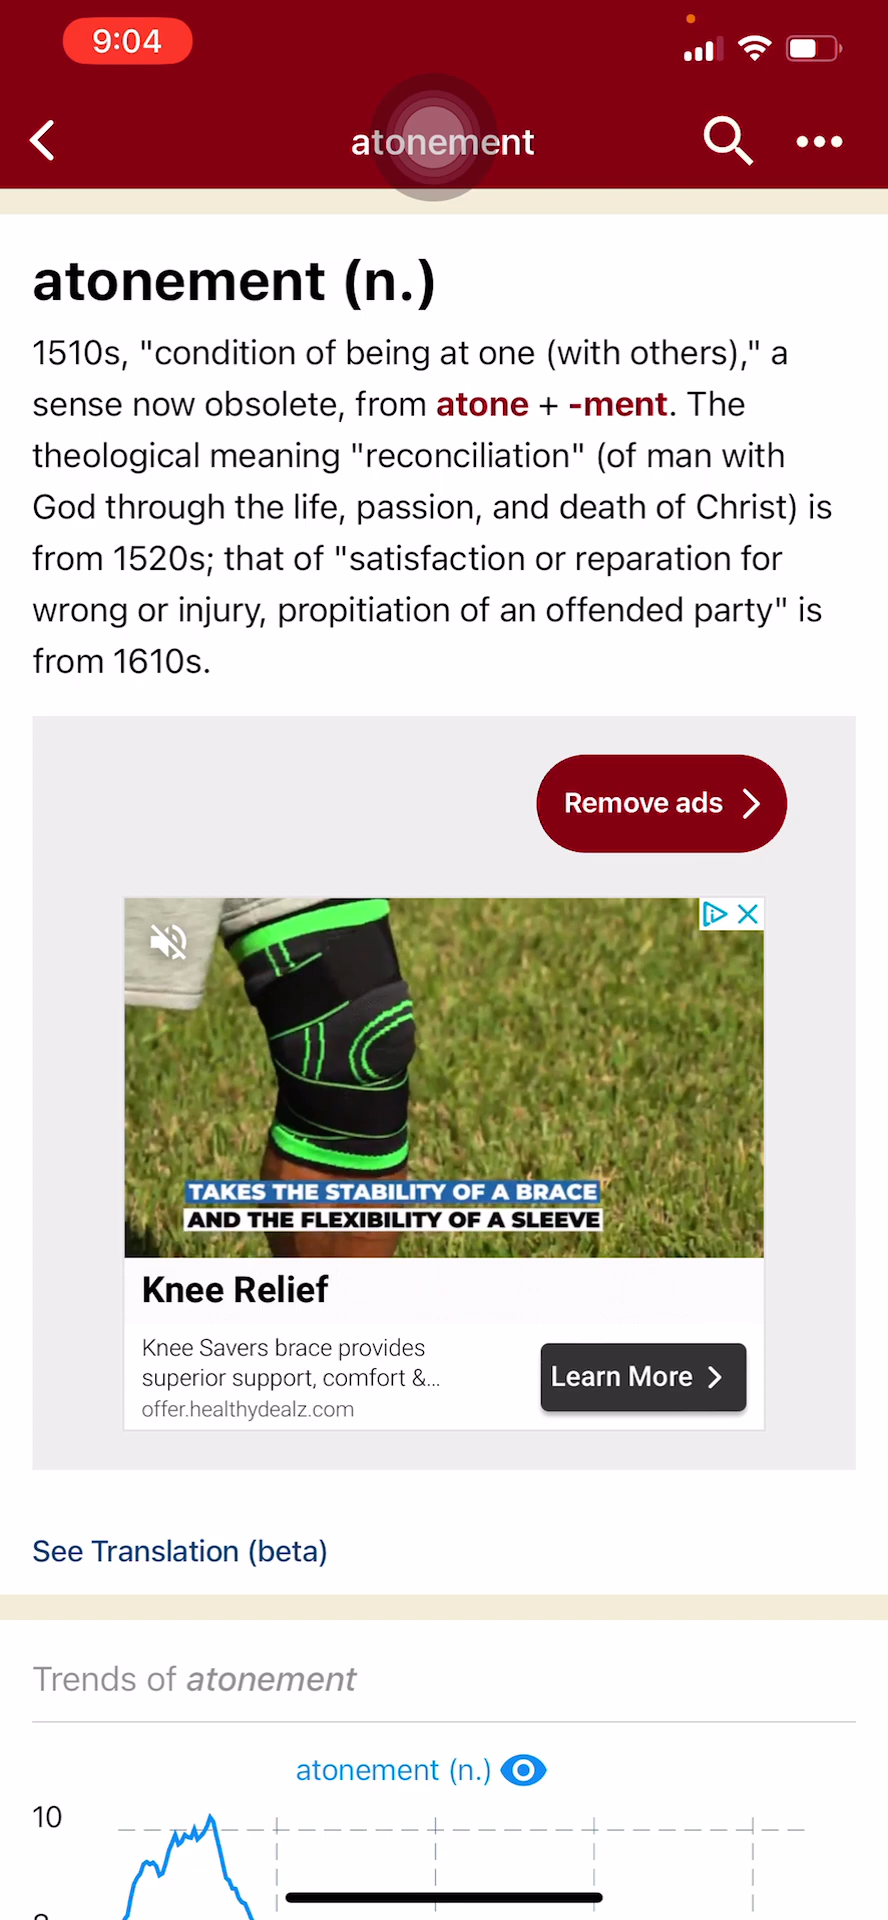 9:04
atonement
atonement (n.)
1510s, "condition of being at one (with others)," a
sense now obsolete, from atone + -ment. The
theological meaning "reconciliation" (of man with
God through the life, passion, and death of Christ) is
from 1520s; that of "satisfaction or reparation for
wrong or injury, propitiation of an offended party" is
from 1610s.
Remove ads
TAKES THE STABILITY OF A BRACE
AND THE FLEXIBILITY OF A SLEEVE
Knee Relief
Knee Savers brace provides
superior support, comfort &...
offer.healthydealz.com
Learn More
See Translation (beta)
Trends of atonement
atonement (n.)
10